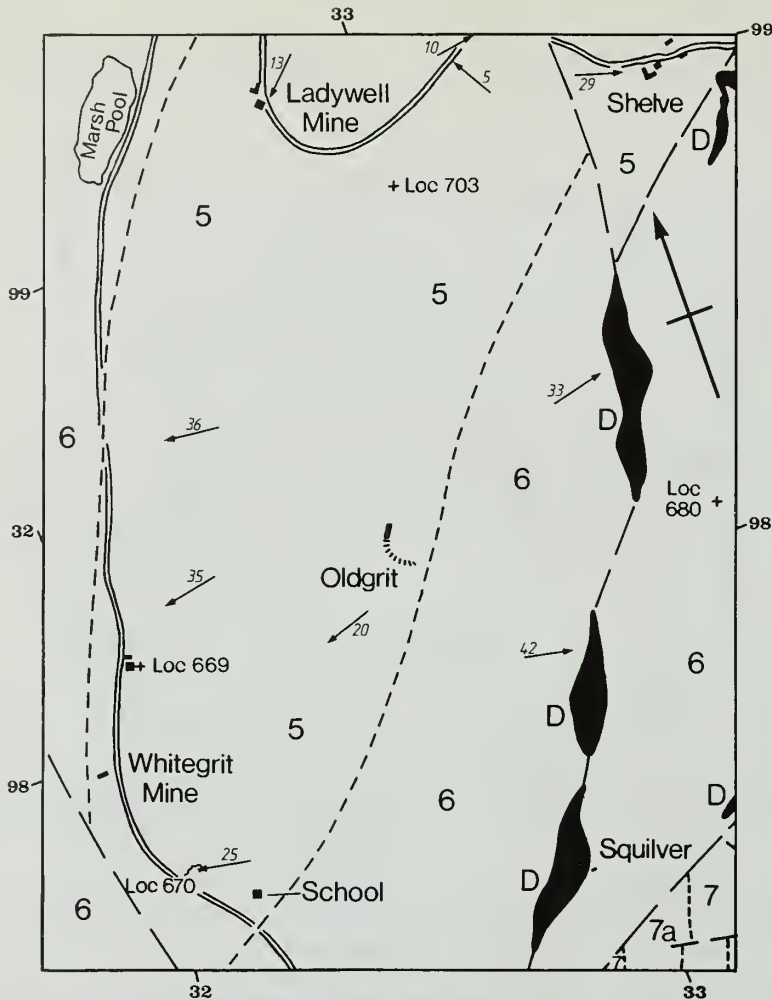 33
99
10
13
5
29
Ladywell
Mine
Shelve
Marsh
Pool
D
+ Loc 703
5
5
5
99
33
D
36
6
6
Loc
680 +
98
32
Oldgrit
35
20
42
6
+ Loc 669
D
5
Whitegrit
Mine
98
6
D
Squilver
25
Loc 670
School
D
7
6
7a
7
32
33